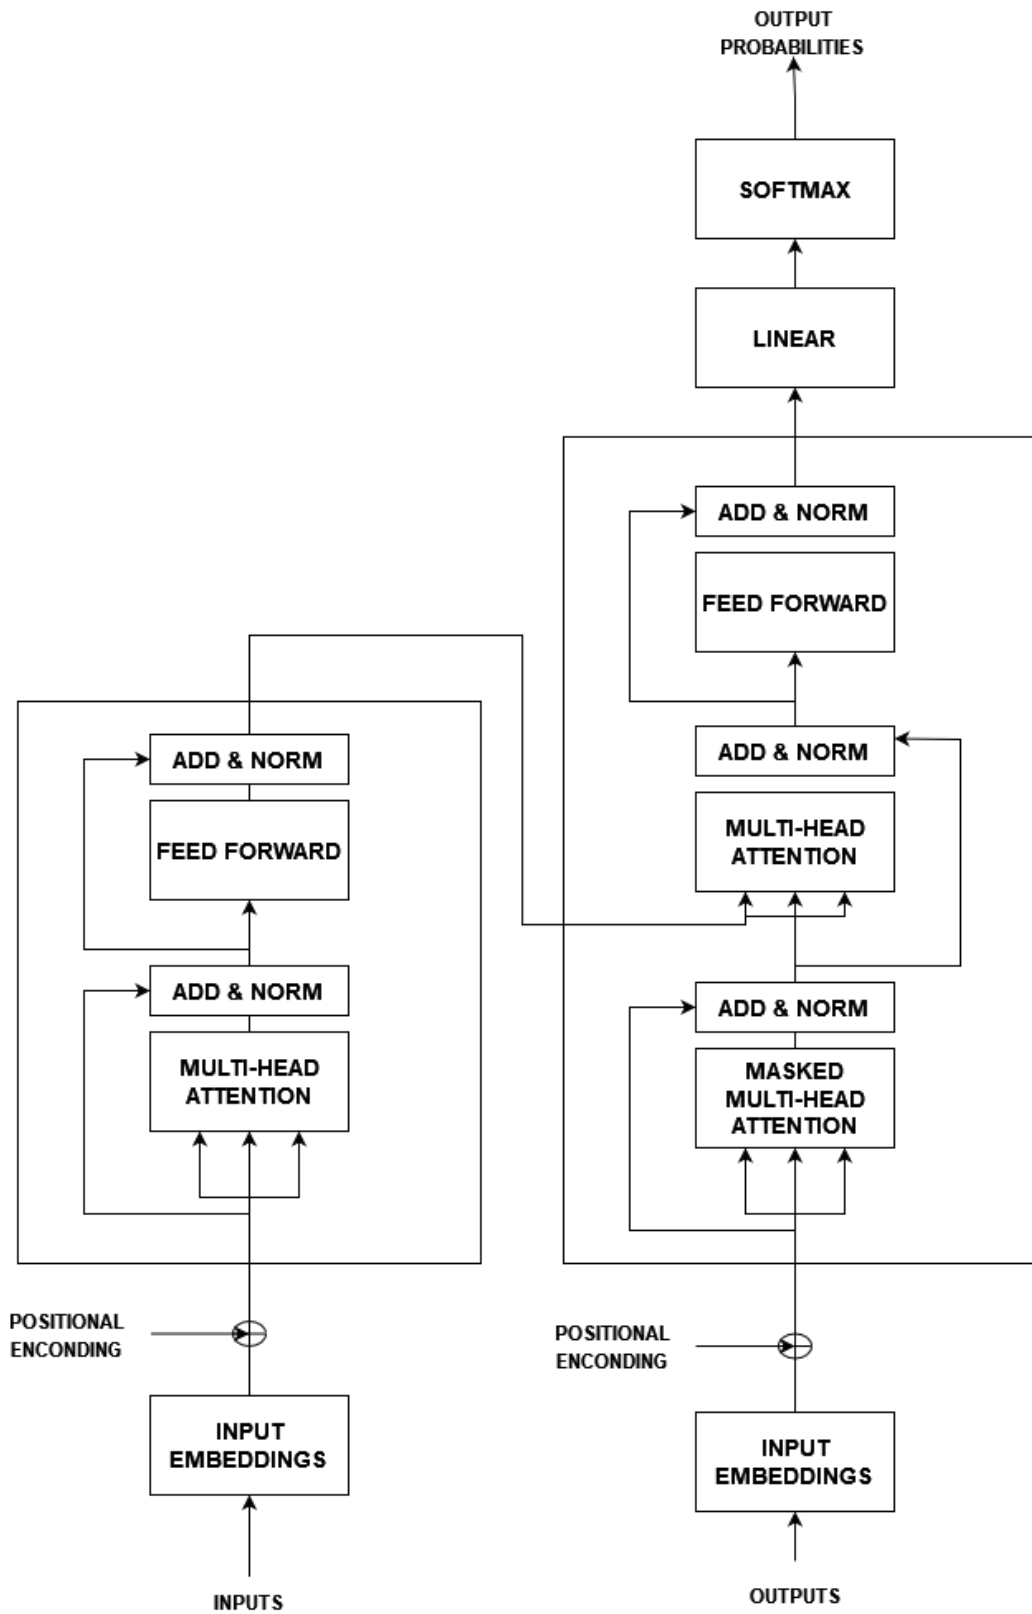 OUTPUT
PROBABILITIES
SOFTMAX
LINEAR
ADD & NORM
FEED FORWARD
ADD & NORM
MULTI-HEAD
ATTENTION
ADD & NORM
MASKED
MULTI-HEAD
ATTENTION
POSITIONAL
ENCONDING
INPUT
EMBEDDINGS
OUTPUTS
ADD & NORM
FEED FORWARD
ADD & NORM
MULTI-HEAD
ATTENTION
POSITIONAL
ENCONDING
INPUT
EMBEDDINGS
INPUTS